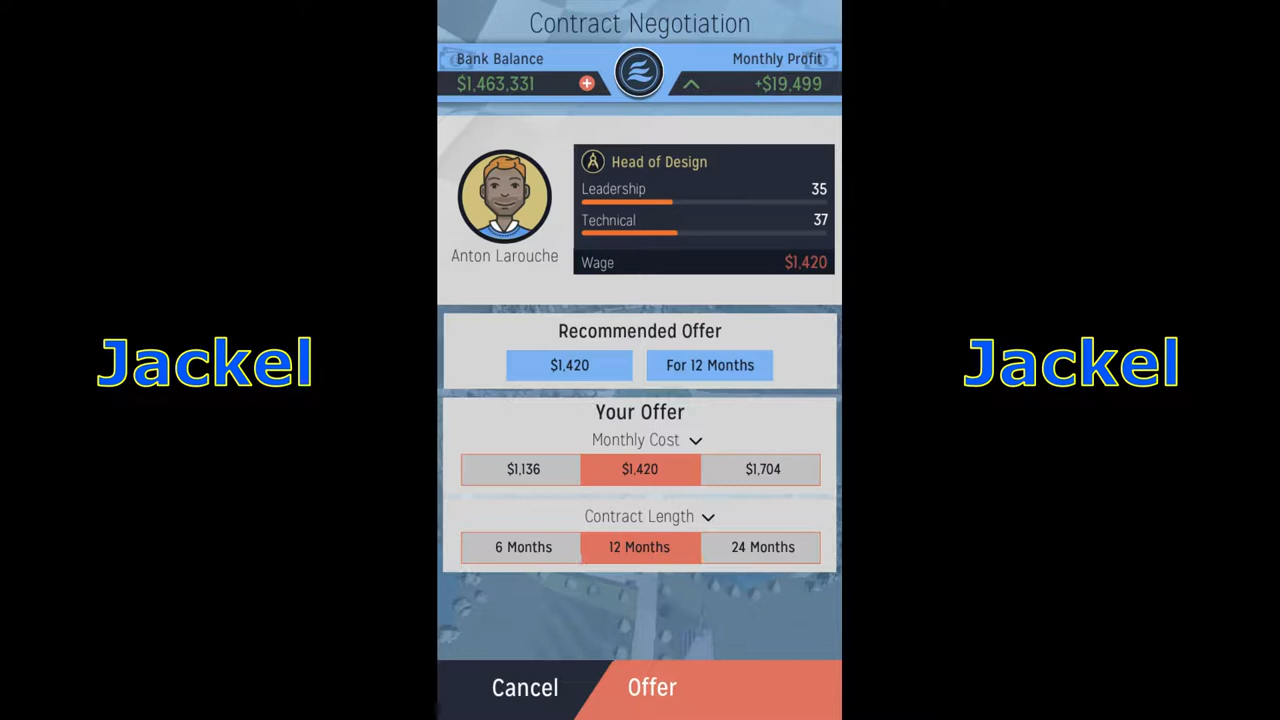 Contract Negotiation
Bank Balance
Monthly Profit
$1,463,331
+$19,499
Head of Design
Leadership 35
Technical 37
Anton Larouche
Wage $1,420
Recommended Offer
$1,420 For 12 Months
Jackel
Jackel
Your Offer
Monthly Cost
$1,136 $1,420 $1,704
Contract Length
6 Months 12 Months 24 Months
Cancel Offer